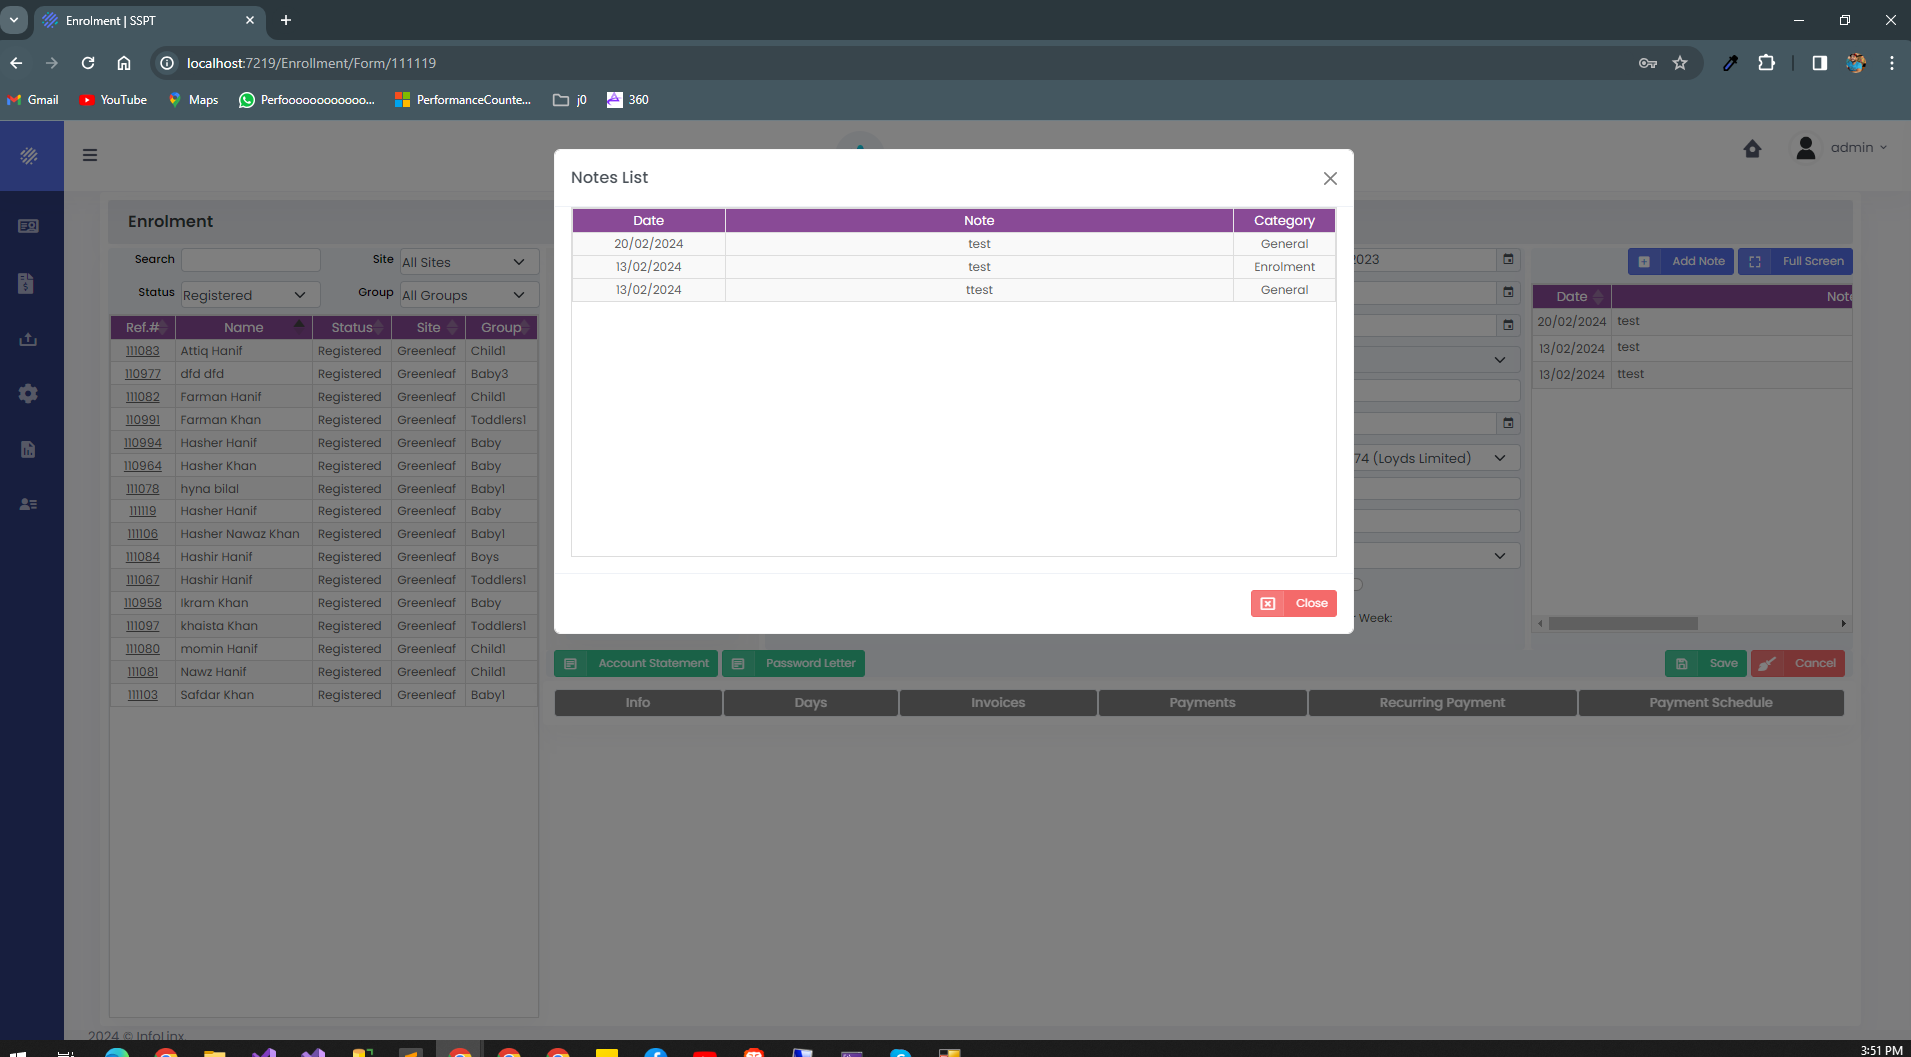 Enrolment | SSPT
localhost:7219/Enrollment/Form/111119
Gmail YouTube Maps Perfoooooooooooo... PerformanceCounte... j0 360
admin
Enrolment
Search Site All Sites
Status Registered Group All Groups
Ref.# Name Status Site Group
111083 Attiq Hanif Registered Greenleaf Child1
110977 dfd dfd Registered Greenleaf Baby3
111082 Farman Hanif Registered Greenleaf Child1
110991 Farman Khan Registered Greenleaf Toddlers1
110994 Hasher Hanif Registered Greenleaf Baby
110964 Hasher Khan Registered Greenleaf Baby
111078 hyna bilal Registered Greenleaf Baby1
111119 Hasher Hanif Registered Greenleaf Baby
111106 Hasher Nawaz Khan Registered Greenleaf Baby1
111084 Hashir Hanif Registered Greenleaf Boys
111067 Hashir Hanif Registered Greenleaf Toddlers1
110958 Ikram Khan Registered Greenleaf Baby
111097 khaista Khan Registered Greenleaf Toddlers1
111080 momin Hanif Registered Greenleaf Child1
111081 Nawz Hanif Registered Greenleaf Child1
111103 Safdar Khan Registered Greenleaf Baby1
Notes List
Date Note Category
20/02/2024 test General
13/02/2024 test Enrolment
13/02/2024 ttest General
Close
2023
74 (Loyds Limited)
Week:
Add Note Full Screen
Date Note
20/02/2024 test
13/02/2024 test
13/02/2024 ttest
Account Statement Password Letter Save Cancel
Info Days Invoices Payments Recurring Payment Payment Schedule
2024 © InfoLinx
3:51 PM